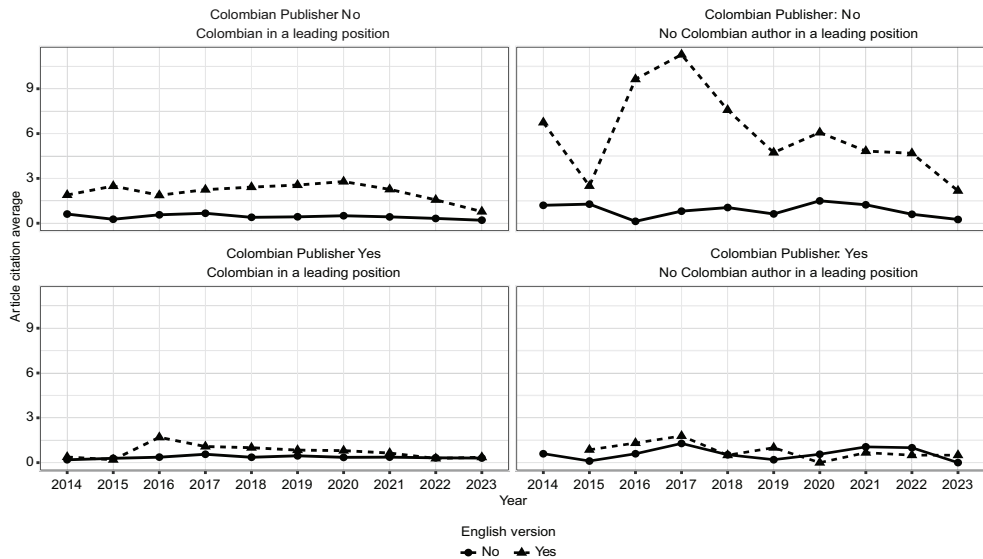 Colombian Publisher No
Colombian in a leading position
Colombian Publisher: No
No Colombian author in a leading position
9
6
3
0
Colombian Publisher Yes
Colombian in a leading position
Colombian Publisher: Yes
No Colombian author in a leading position
Article citation average
9
6
3
0
2014 2015 2016 2017 2018 2019 2020 2021 2022 2023 2014 2015 2016 2017 2018 2019 2020 2021 2022 2023
Year
English version
No Yes